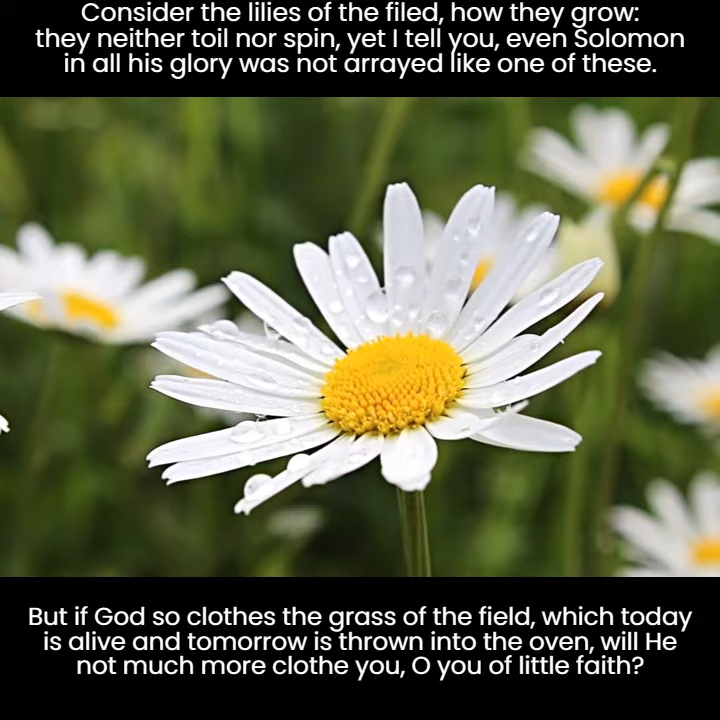 Consider the lilies of the filed, how they grow:
they neither toil nor spin, yet I tell you, even Solomon
in all his glory was not arrayed like one of these.
But if God so clothes the grass of the field, which today
is alive and tomorrow is thrown into the oven, will He
not much more clothe you, O you of little faith?